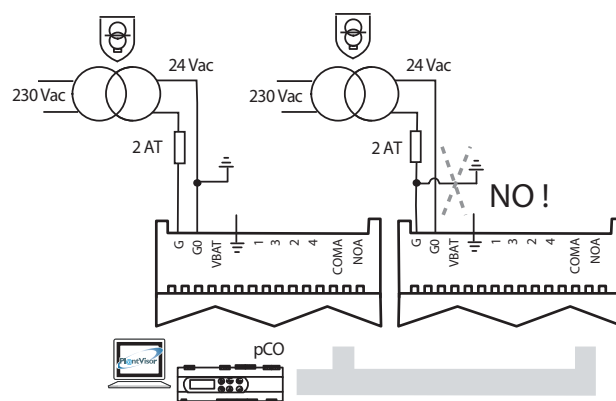 24 Vac
24 Vac
230 Vac
230 Vac
2 AT
2 AT
NO !
G
G0
VBAT
1
3
2
4
COMA
NOA
G
G0
VBAT
1
3
2
4
COMA
NOA
pCO
PlantVisor